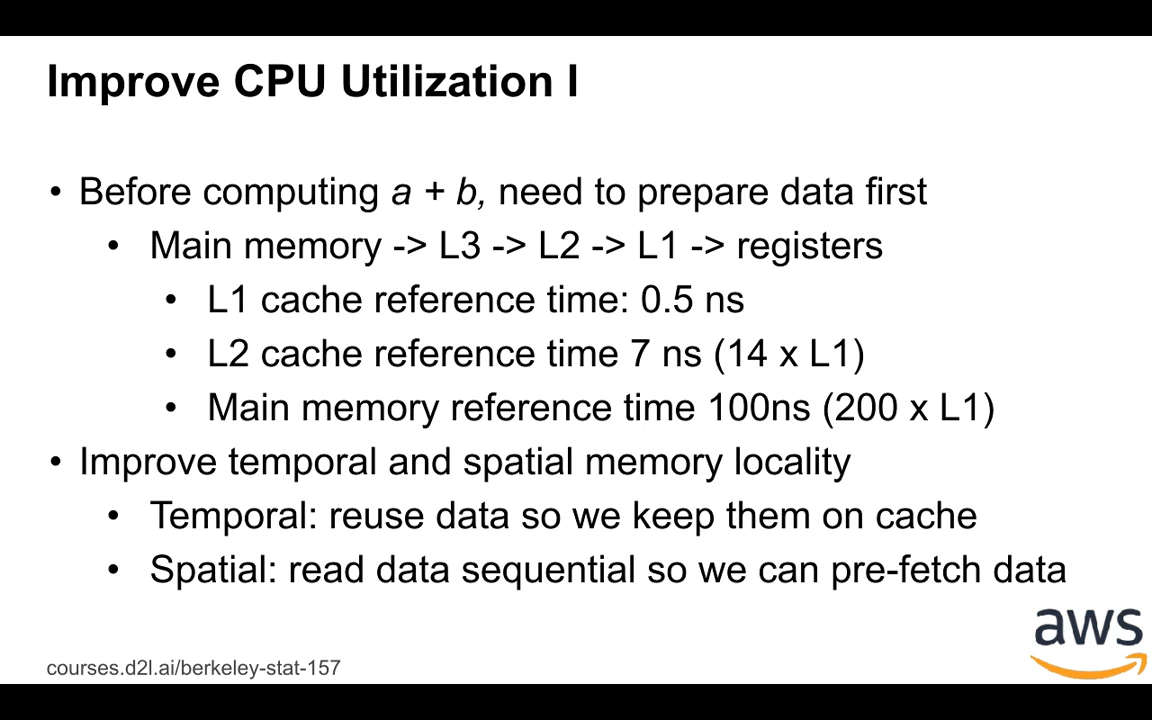 Improve CPU Utilization I
• Before computing a + b, need to prepare data first
• Main memory -> L3 -> L2 -> L1 -> registers
• L1 cache reference time: 0.5 ns
• L2 cache reference time 7 ns (14 x L1)
• Main memory reference time 100ns (200 x L1)
• Improve temporal and spatial memory locality
• Temporal: reuse data so we keep them on cache
• Spatial: read data sequential so we can pre-fetch data
aws
courses.d2l.ai/berkeley-stat-157